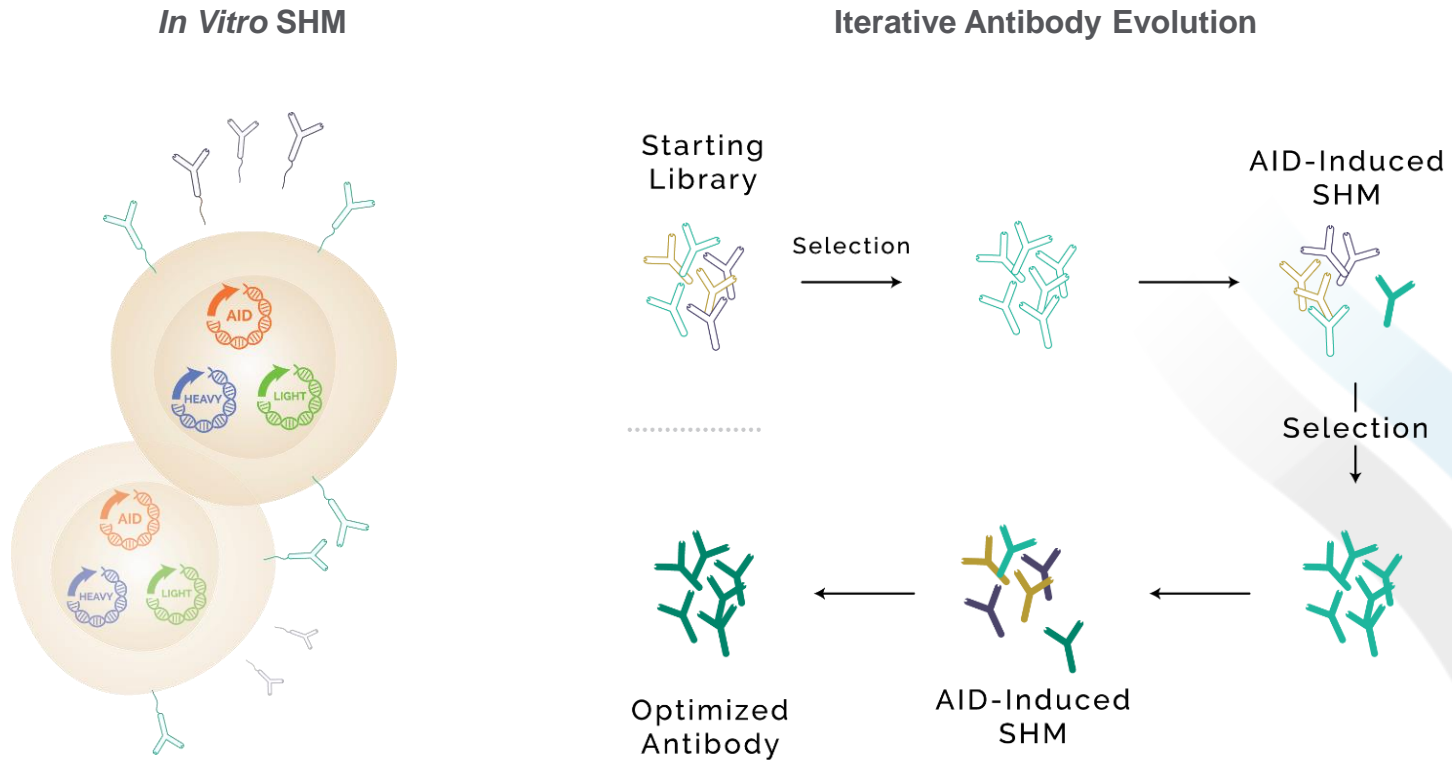 In Vitro SHM
AID
HEAVY
LIGHT
AID
HEAVY
LIGHT
Iterative Antibody Evolution
Starting
Library
Selection
AID-Induced
SHM
Selection
AID-Induced
SHM
Optimized
Antibody